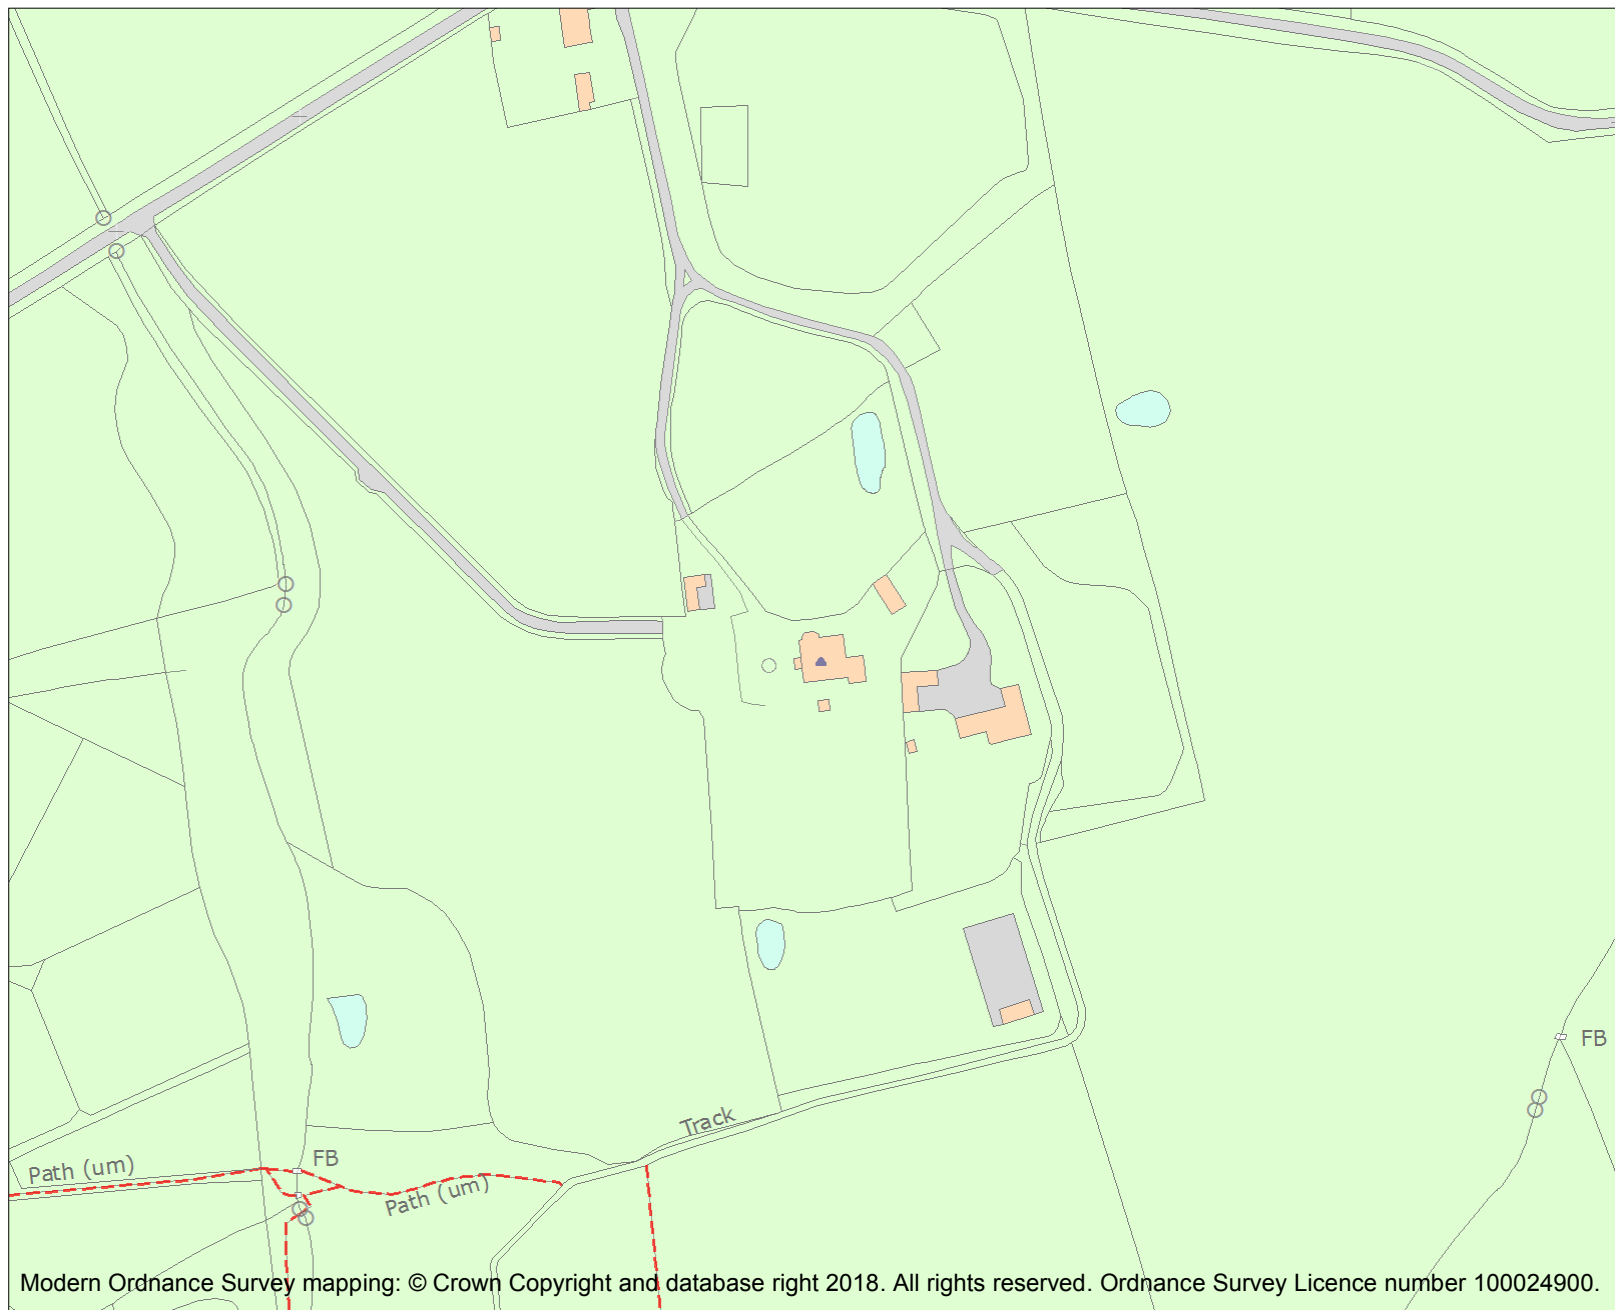 FB
Track
FB
Path (um)
Path (um)
Modern Ordnance Survey mapping: © Crown Copyright and database right 2018. All rights reserved. Ordnance Survey Licence number 100024900.